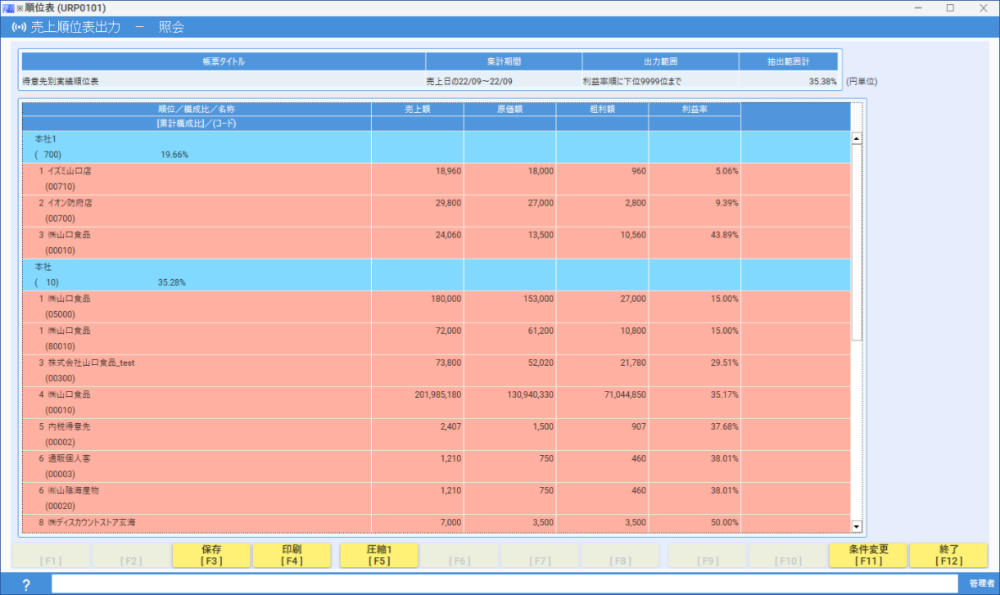 ※順位表 (URP0101)
売上順位表出力 － 照会
帳票タイトル 集計期間 出力範囲 抽出範囲計
得意先別実績順位表 売上日の22/09～22/09 利益率順に下位9999位まで 35.38% (円単位)
順位／構成比／名称 売上額 原価額 粗利額 利益率
[累計構成比]／(コード)
本社1
( 700) 19.66%
1 イズミ山口店 18,960 18,000 960 5.06%
(00710)
2 イオン防府店 29,800 27,000 2,800 9.39%
(00700)
3 ㈱山口食品 24,060 13,500 10,560 43.89%
(00010)
本社
( 10) 35.28%
1 ㈱山口食品 180,000 153,000 27,000 15.00%
(05000)
1 ㈱山口食品 72,000 61,200 10,800 15.00%
(80010)
3 株式会社山口食品_test 73,800 52,020 21,780 29.51%
(00300)
4 ㈱山口食品 201,985,180 130,940,330 71,044,850 35.17%
(00010)
5 内税得意先 2,407 1,500 907 37.68%
(00002)
6 通販個人客 1,210 750 460 38.01%
(00003)
6 ㈲山陰海産物 1,210 750 460 38.01%
(00020)
8 ㈱ディスカウントストア玄海 7,000 3,500 3,500 50.00%
保存 印刷 圧縮1 条件変更 終了
[ F1 ] [ F2 ] [ F3 ] [ F4 ] [ F5 ] [ F6 ] [ F7 ] [ F8 ] [ F9 ] [ F10 ] [ F11 ] [ F12 ]
? 管理者